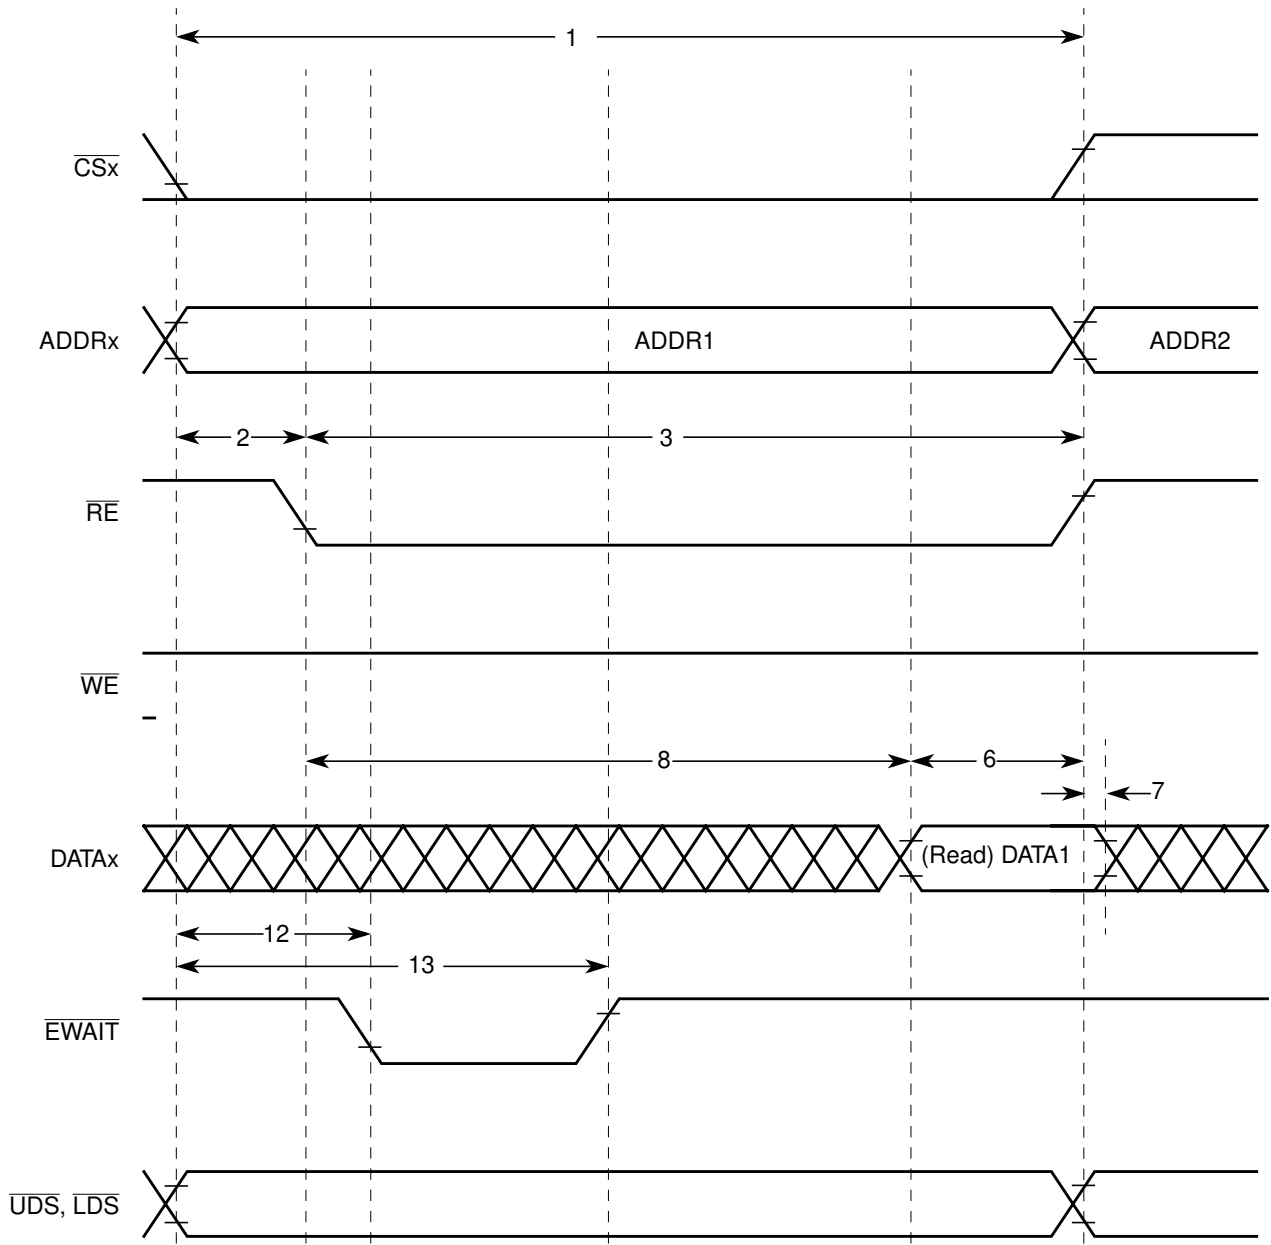 1
CSx
ADDRx
ADDR1
ADDR2
2
3
RE
WE
8
6
7
DATAx
(Read) DATA1
12
13
EWAIT
UDS, LDS